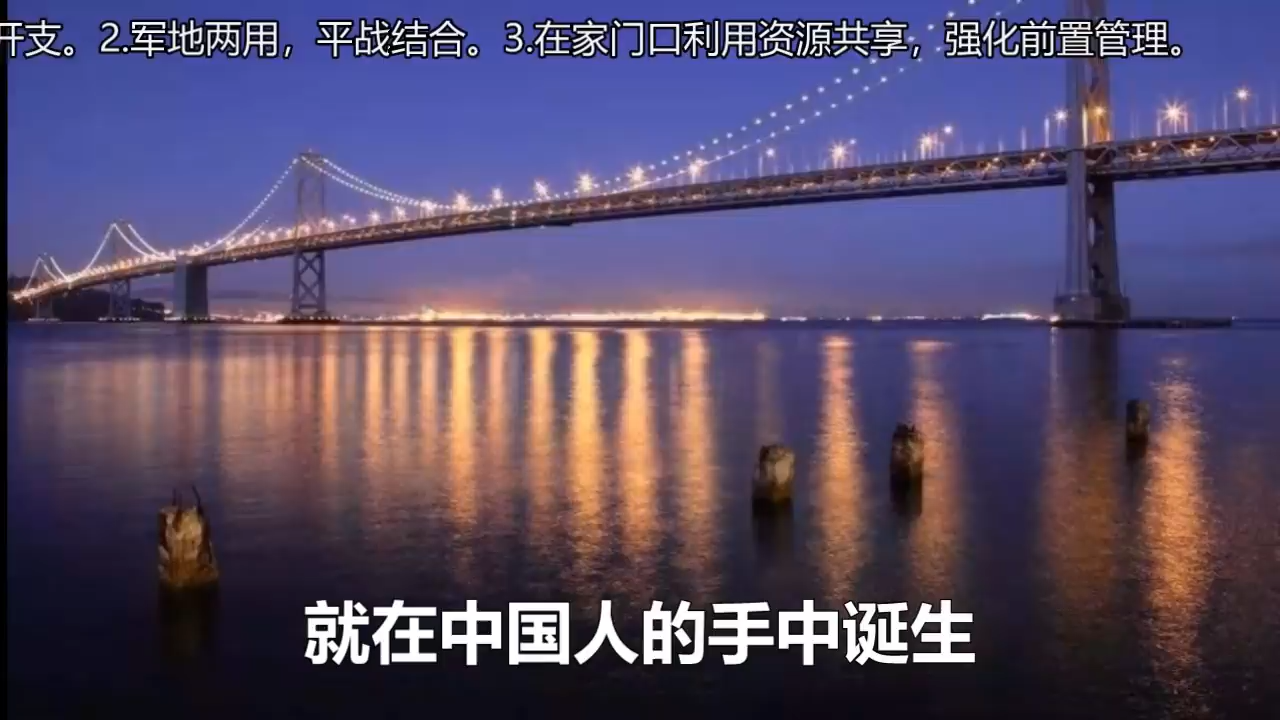 开支。2.军地两用，平战结合。3.在家门口利用资源共享，强化前置管理。
就在中国人的手中诞生